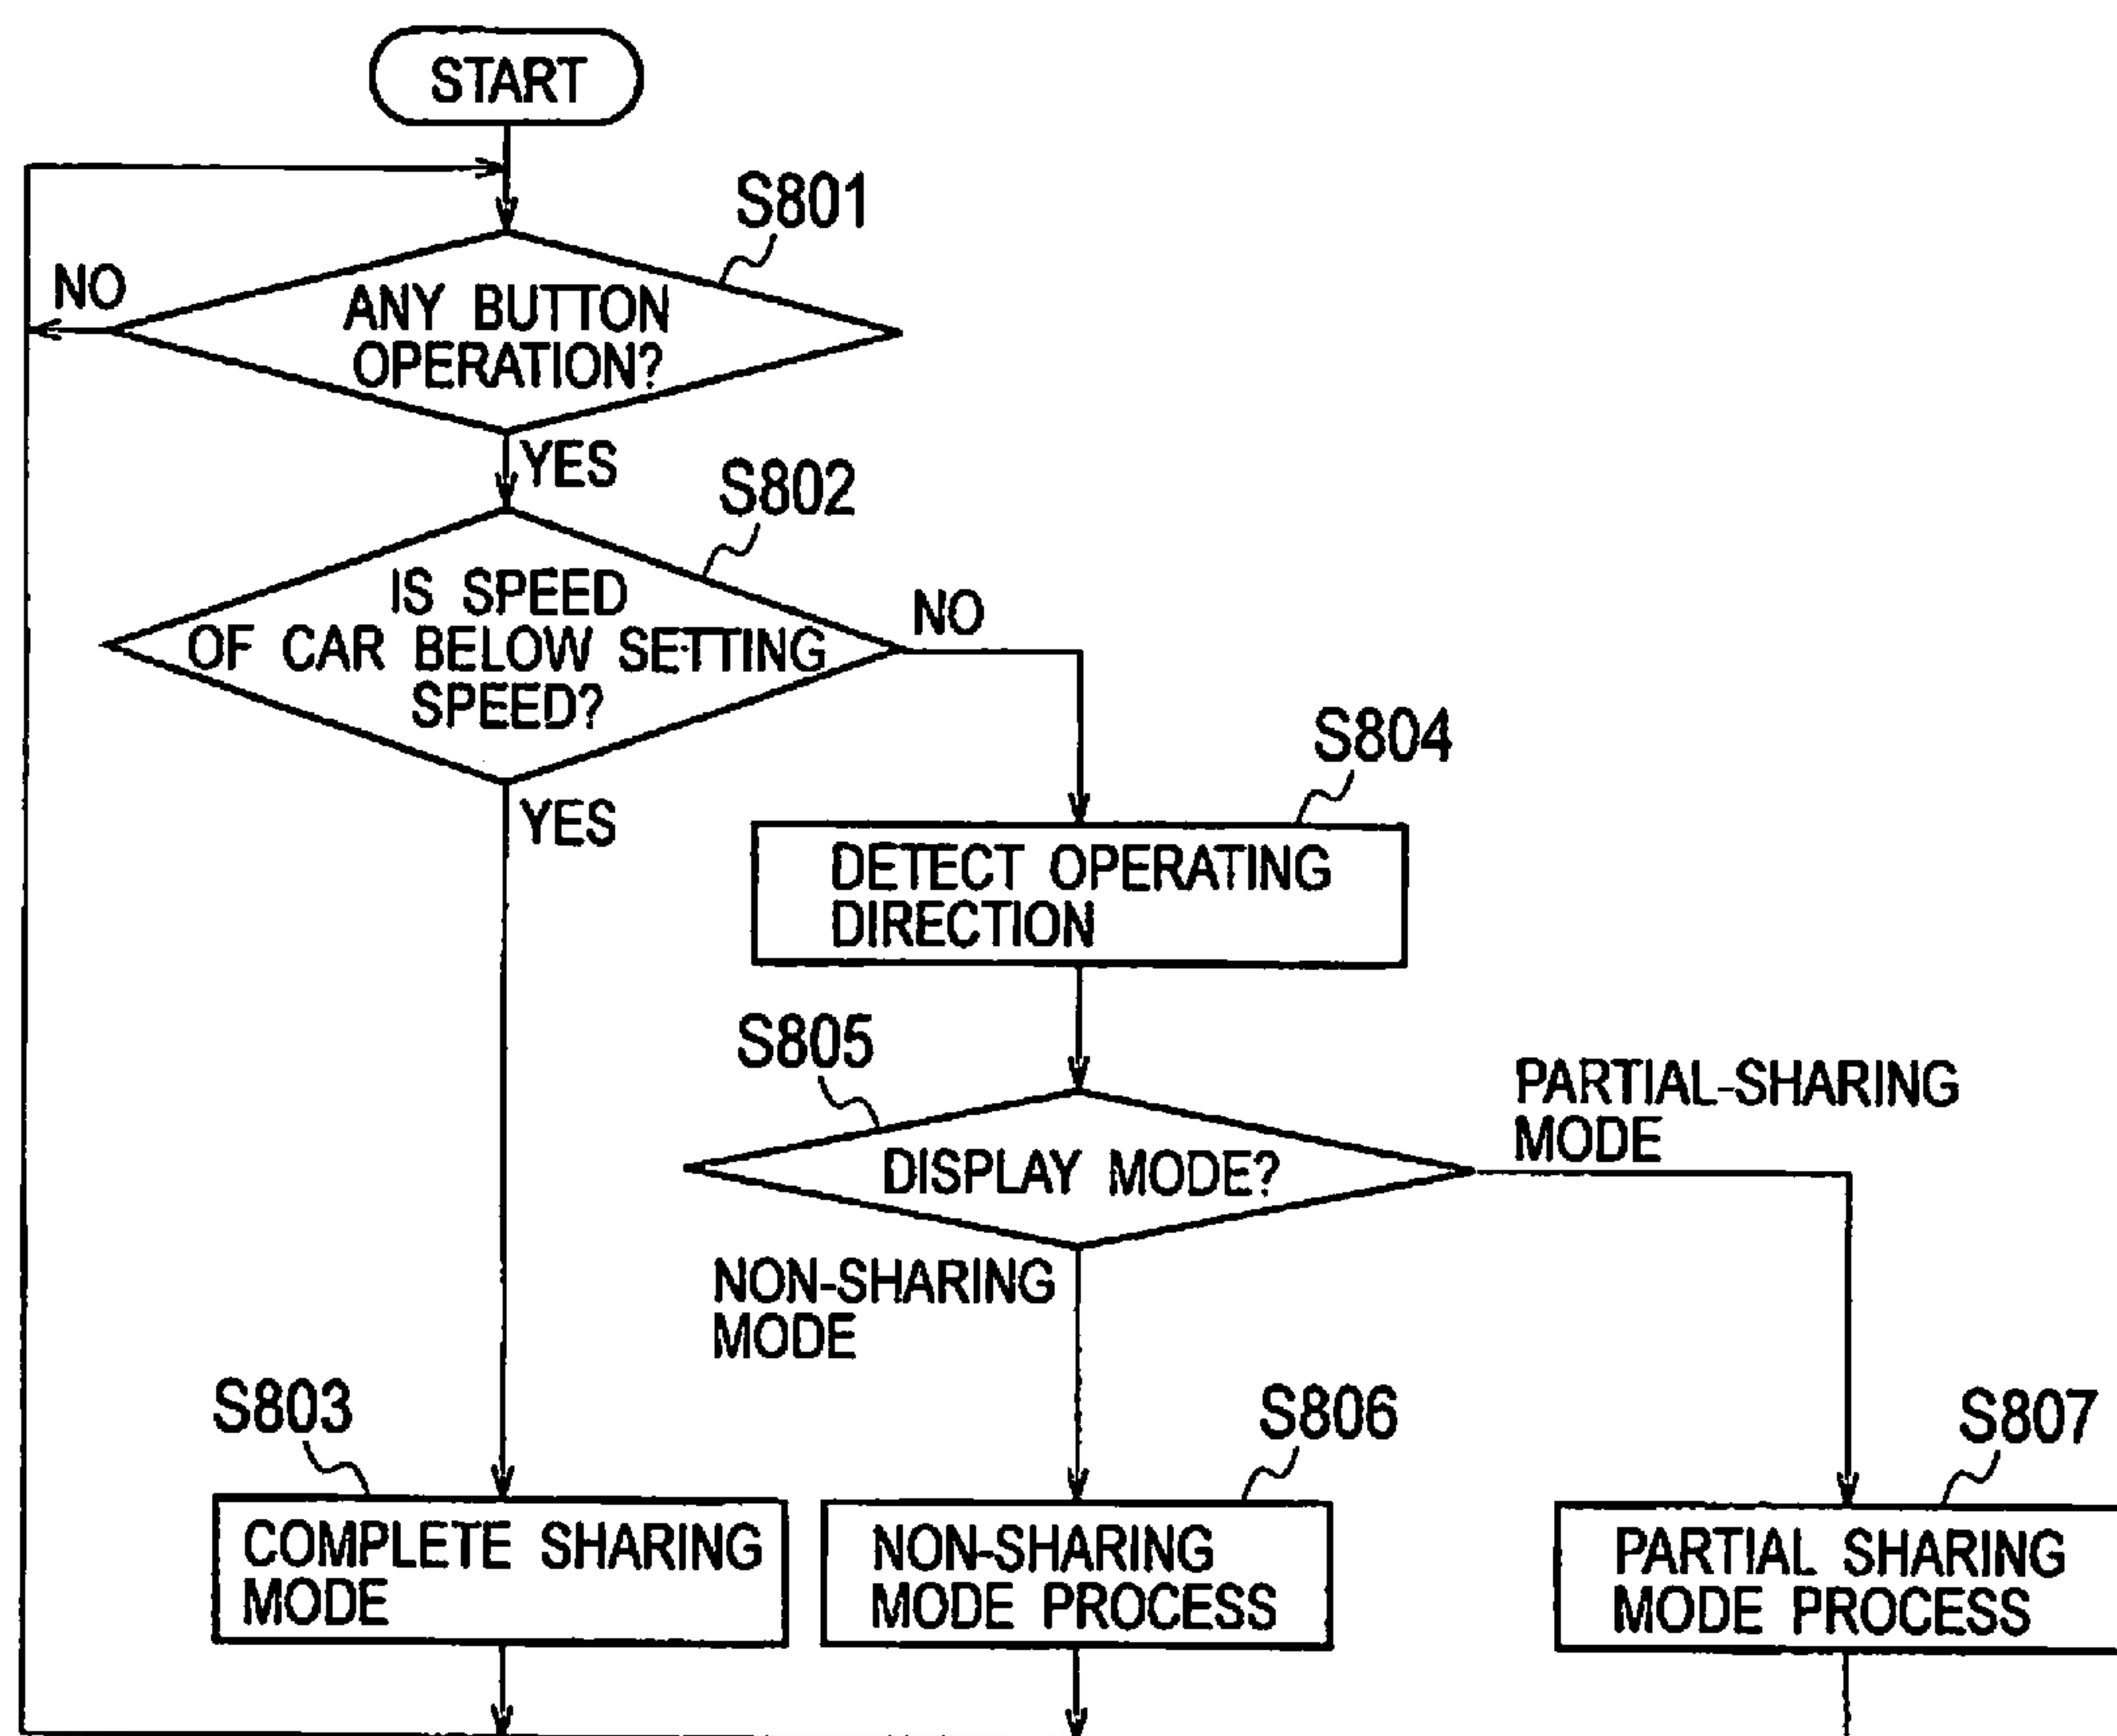 START
S801
NO
ANY BUTTON
OPERATION?
YES
S802
IS SPEED
OF CAR BELOW SETTING
SPEED?
NO
YES
S804
DETECT OPERATING
DIRECTION
S805
DISPLAY MODE?
PARTIAL-SHARING
MODE
NON-SHARING
MODE
S803
COMPLETE SHARING
MODE
S806
NON-SHARING
MODE PROCESS
S807
PARTIAL SHARING
MODE PROCESS